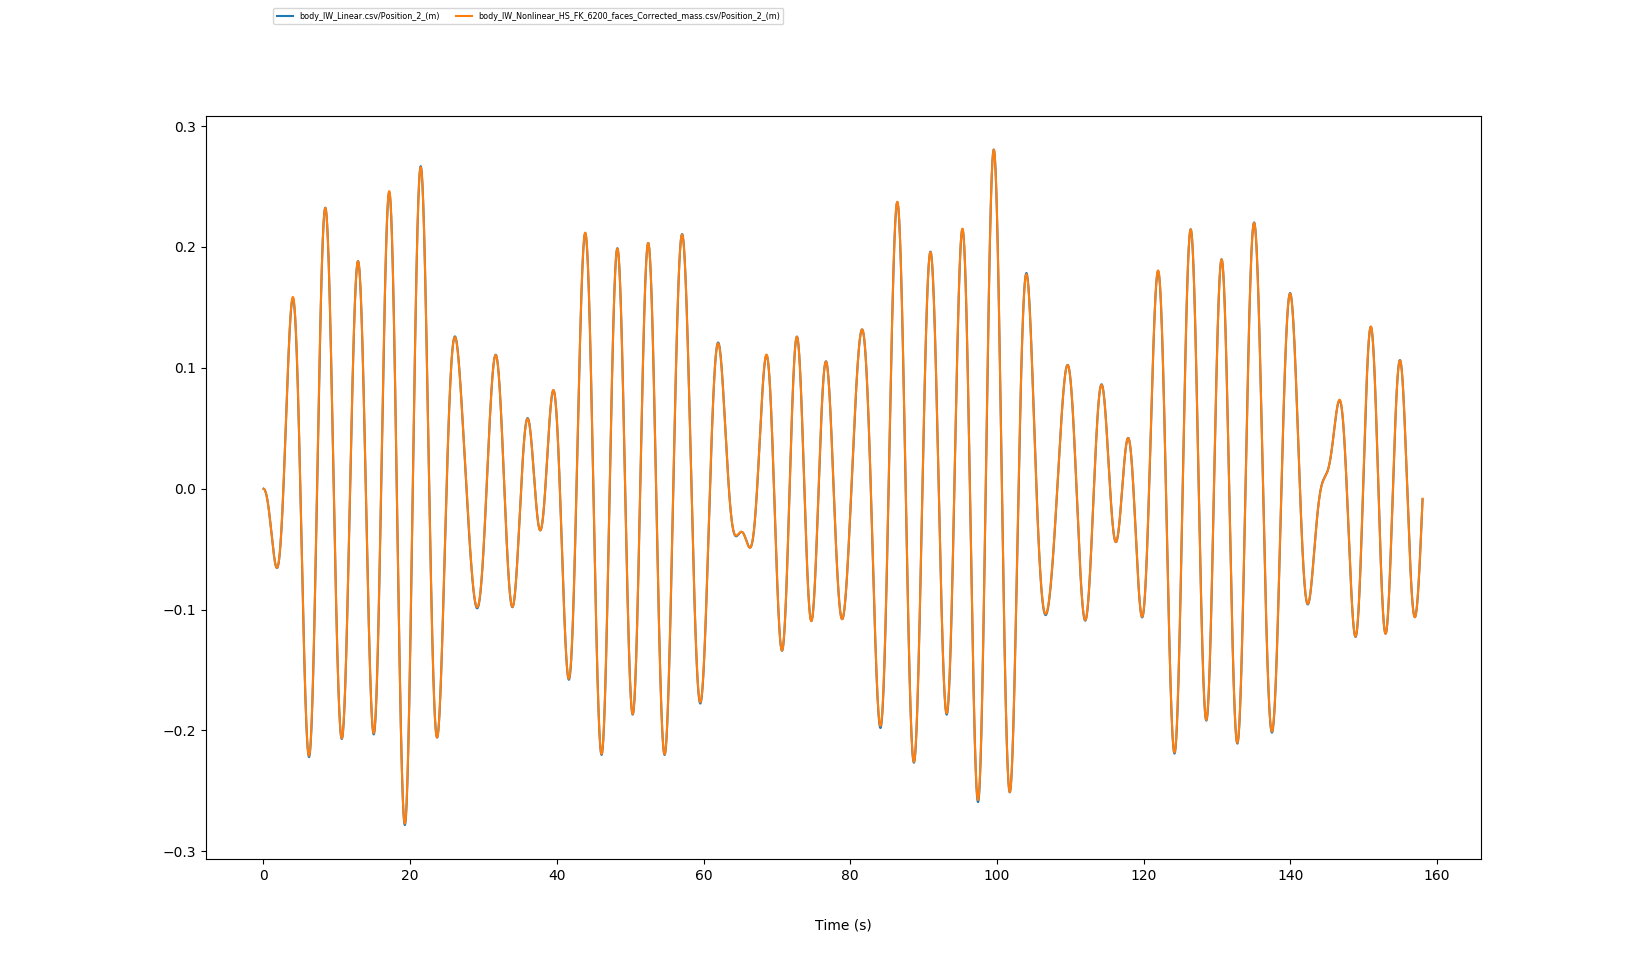 body_IW_Linear.csv/Position_2_(m) body_IW_Nonlinear_HS_FK_6200_faces_Corrected_mass.csv/Position_2_(m)
0.3
0.2
0.1
0.0
−0.1
−0.2
−0.3
0 20 40 60 80 100 120 140 160
Time (s)